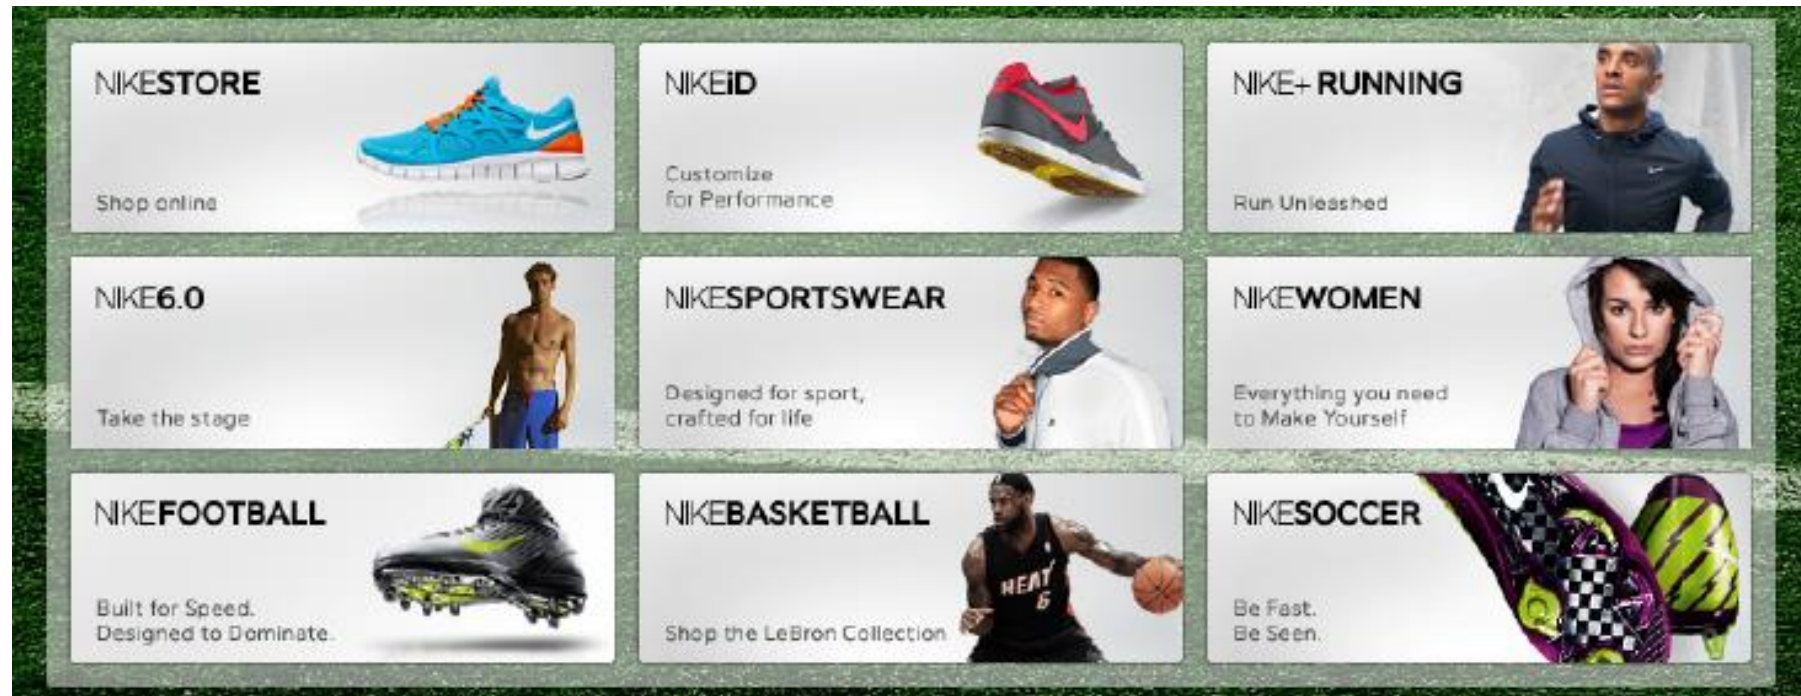 NIKESTORE
Shop online
NIKEiD
Customize
for Performance
NIKE+ RUNNING
Run Unleashed
NIKE6.0
Take the stage
NIKESPORTSWEAR
Designed for sport,
crafted for life
NIKEWOMEN
Everything you need
to Make Yourself
NIKEFOOTBALL
Built for Speed.
Designed to Dominate.
NIKEBASKETBALL
Shop the LeBron Collection
HEAT
6
NIKESOCCER
Be Fast.
Be Seen.